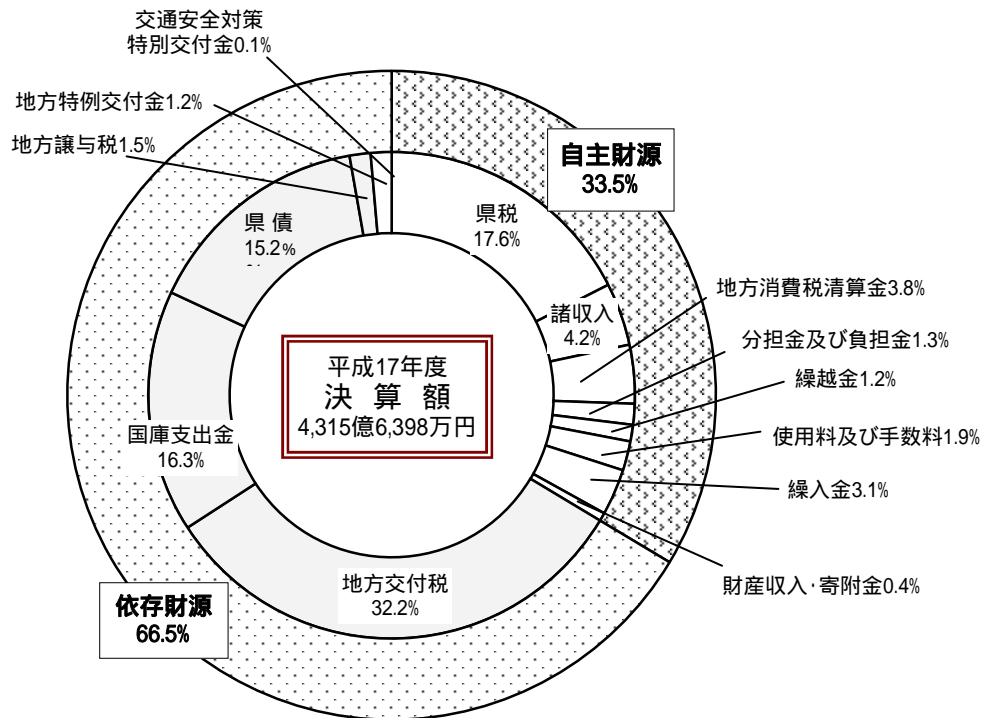 交通安全対策
特別交付金0.1%
地方特例交付金1.2%
地方譲与税1.5%
自主財源
33.5%
県税
17.6%
県 債
15.2%
諸収入
4.2%
地方消費税清算金3.8%
分担金及び負担金1.3%
繰越金1.2%
使用料及び手数料1.9%
繰入金3.1%
財産収入・寄附金0.4%
平成17年度
決 算 額
4,315億6,398万円
国庫支出金
16.3%
地方交付税
32.2%
依存財源
66.5%